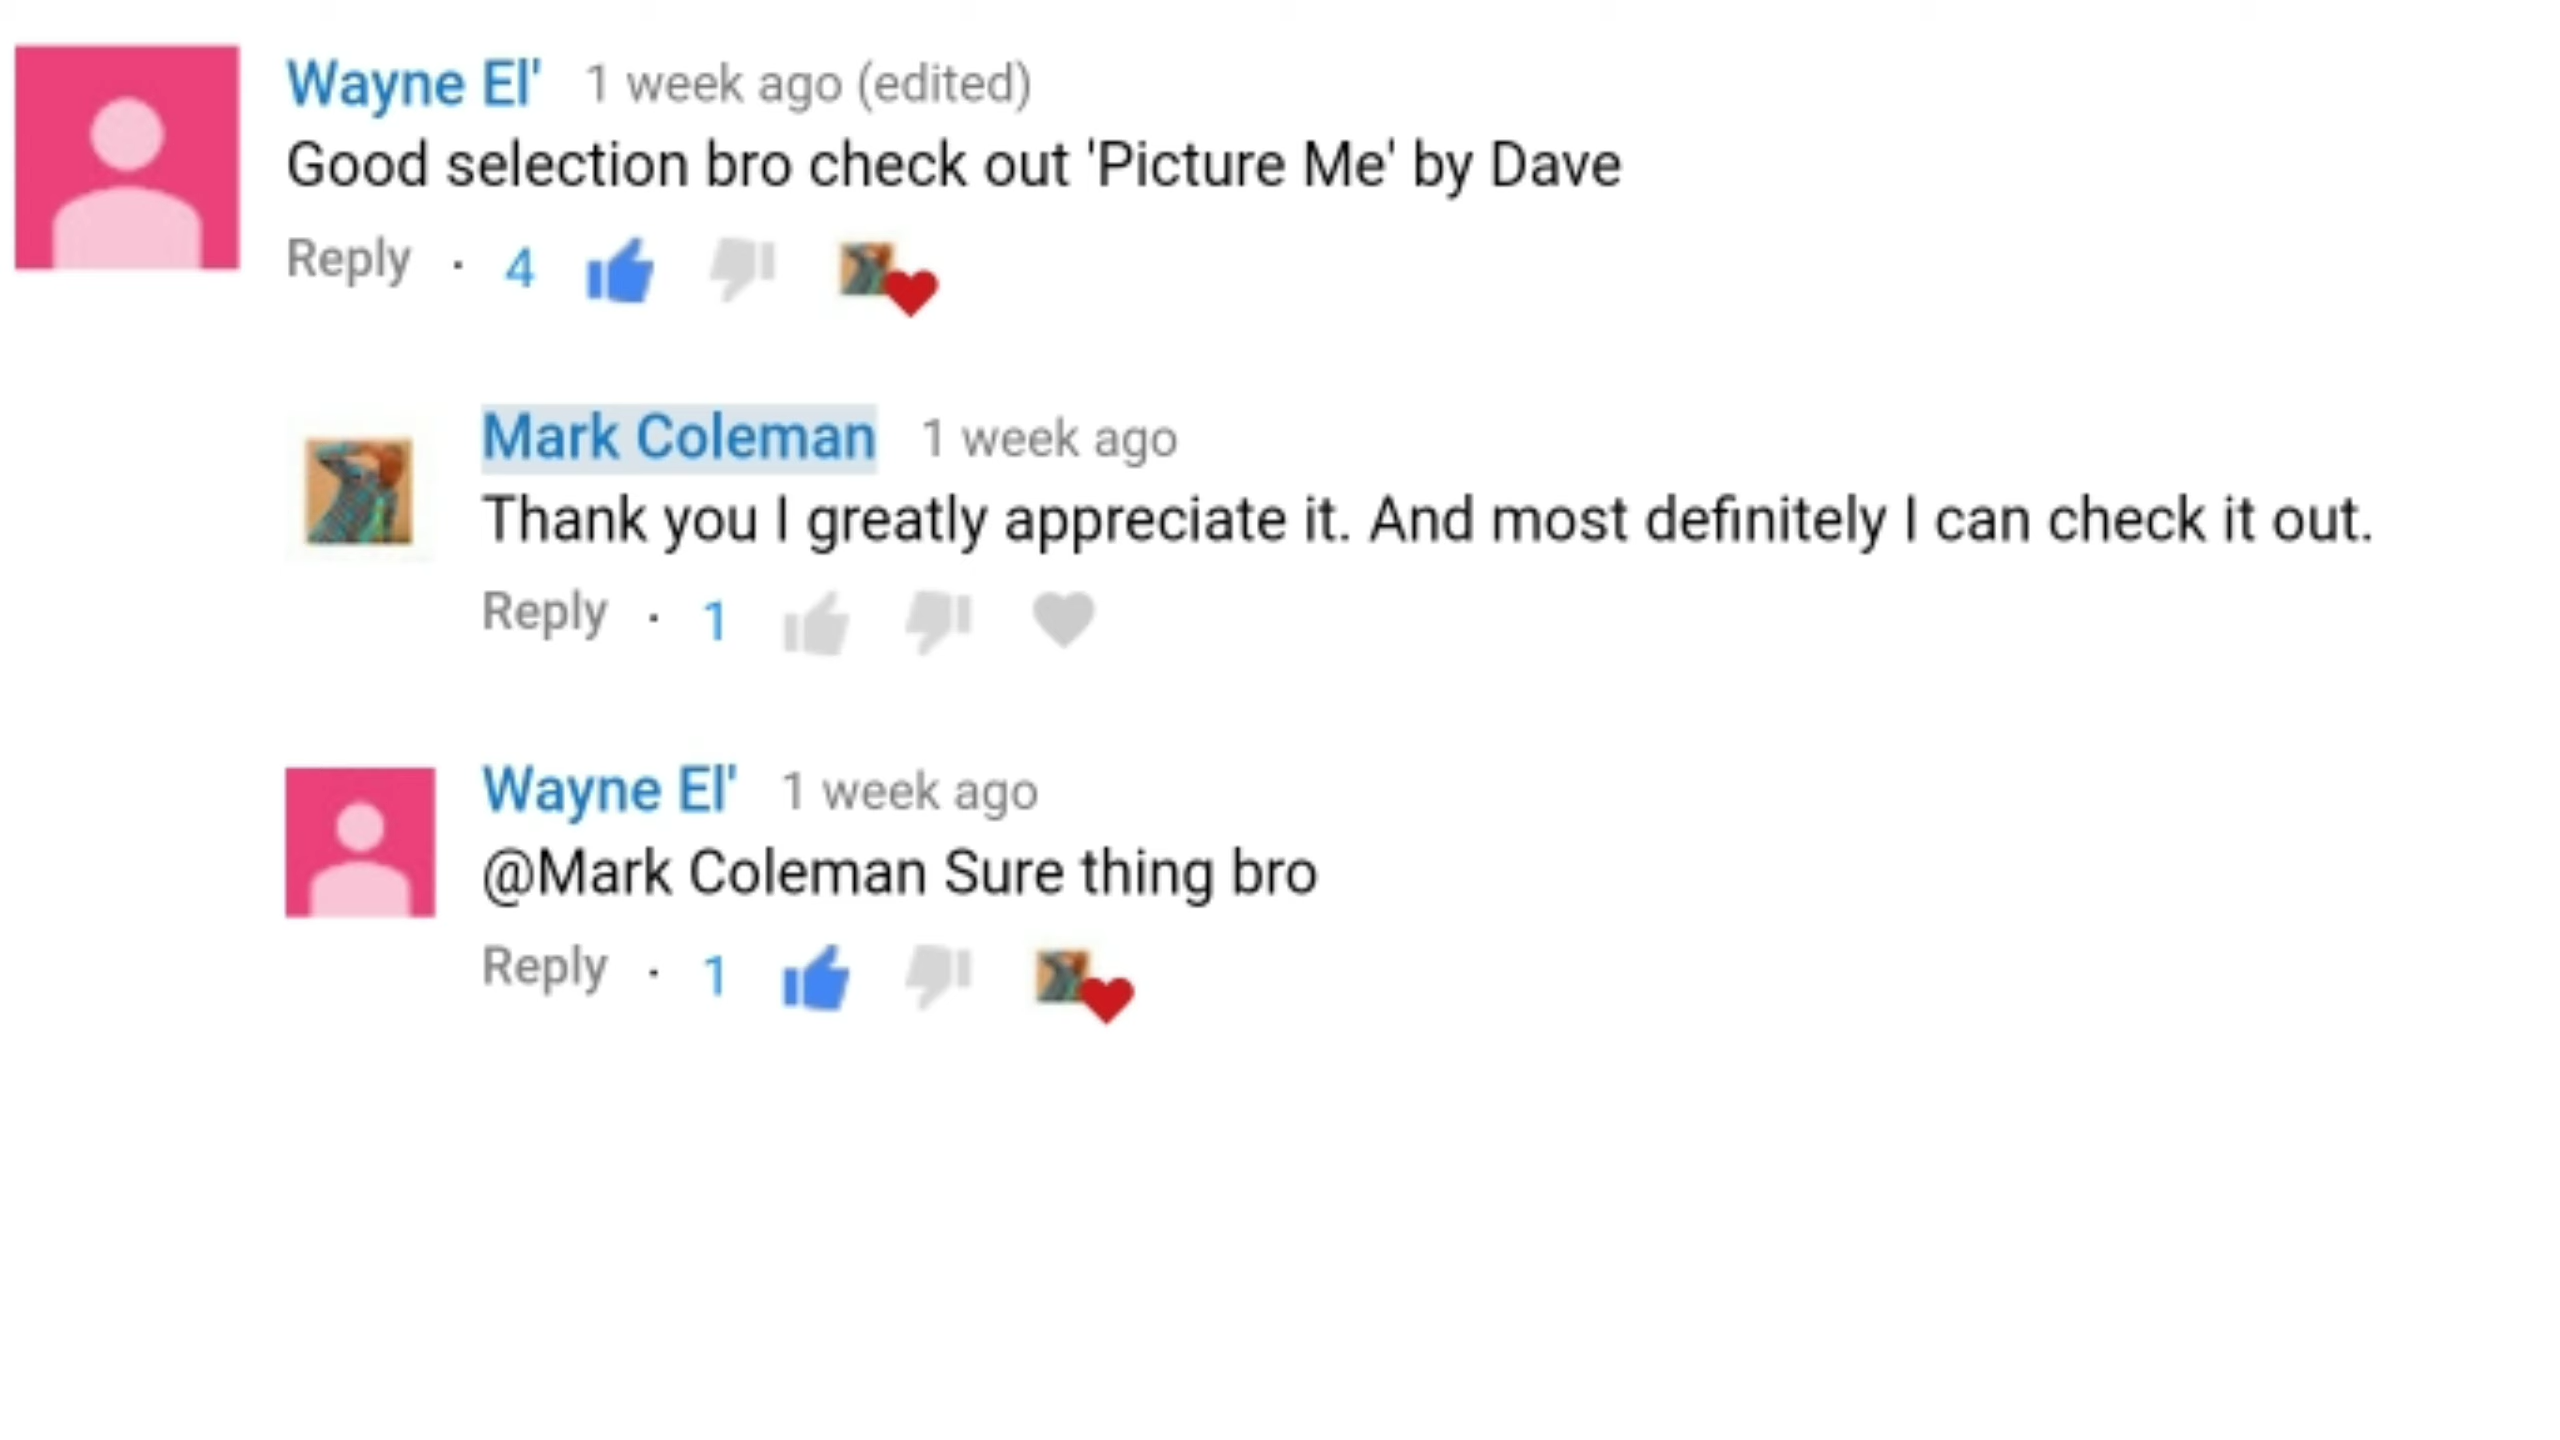 Wayne El' 1 week ago (edited)
Good selection bro check out 'Picture Me' by Dave
Reply · 4
Mark Coleman 1 week ago
Thank you I greatly appreciate it. And most definitely I can check it out.
Reply · 1
Wayne El' 1 week ago
@Mark Coleman Sure thing bro
Reply · 1